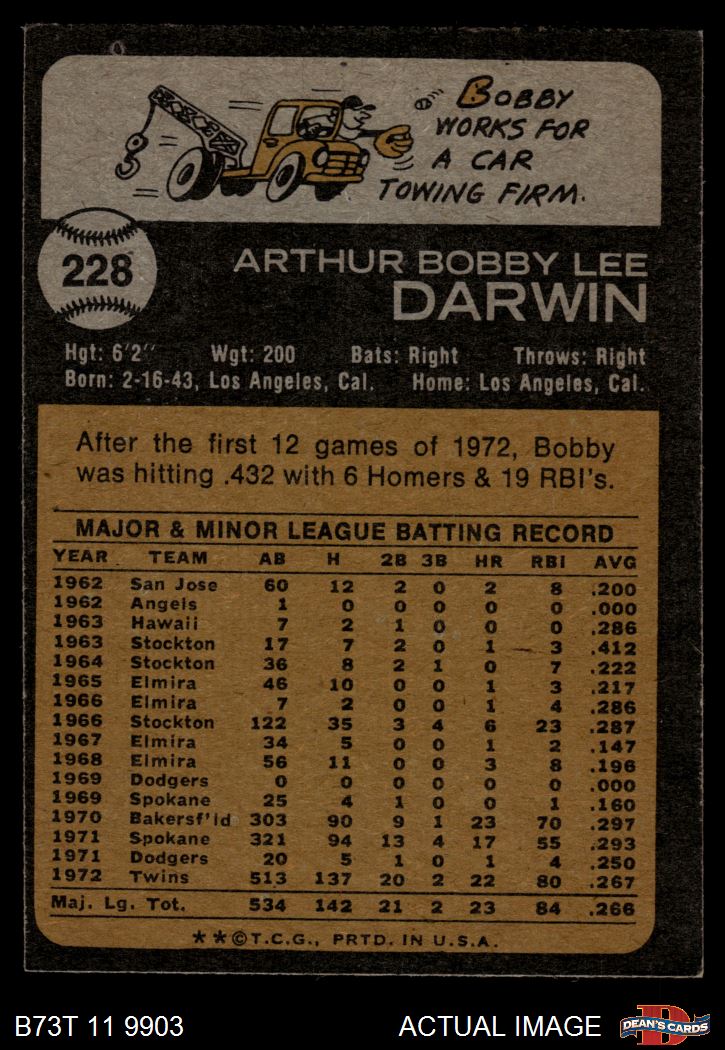 BOBBY
WORKS FOR
A CAR
TOWING FIRM.
228
ARTHUR BOBBY LEE
DARWIN
Hgt: 6'2" Wgt: 200 Bats: Right Throws: Right
Born: 2-16-43, Los Angeles, Cal. Home: Los Angeles, Cal.
After the first 12 games of 1972, Bobby
was hitting .432 with 6 Homers & 19 RBI's.
MAJOR & MINOR LEAGUE BATTING RECORD
YEAR TEAM AB H 2B 3B HR RBI AVG
1962 San Jose 60 12 2 0 2 8 .200
1962 Angels 1 0 0 0 0 0 .000
1963 Hawaii 7 2 1 0 0 0 .286
1963 Stockton 17 7 2 0 1 3 .412
1964 Stockton 36 8 2 1 0 7 .222
1965 Elmira 46 10 0 0 1 3 .217
1966 Elmira 7 2 0 0 1 4 .286
1966 Stockton 122 35 3 4 6 23 .287
1967 Elmira 34 5 0 0 1 2 .147
1968 Elmira 56 11 0 0 3 8 .196
1969 Dodgers 0 0 0 0 0 0 .000
1969 Spokane 25 4 1 0 0 1 .160
1970 Bakersf'ld 303 90 9 1 23 70 .297
1971 Spokane 321 94 13 4 17 55 .293
1971 Dodgers 20 5 1 0 1 4 .250
1972 Twins 513 137 20 2 22 80 .267
Maj. Lg. Tot. 534 142 21 2 23 84 .266
**©T.C.G., PRTD. IN U.S.A.
B73T 11 9903 ACTUAL IMAGE
D
DEAN'S CARDS